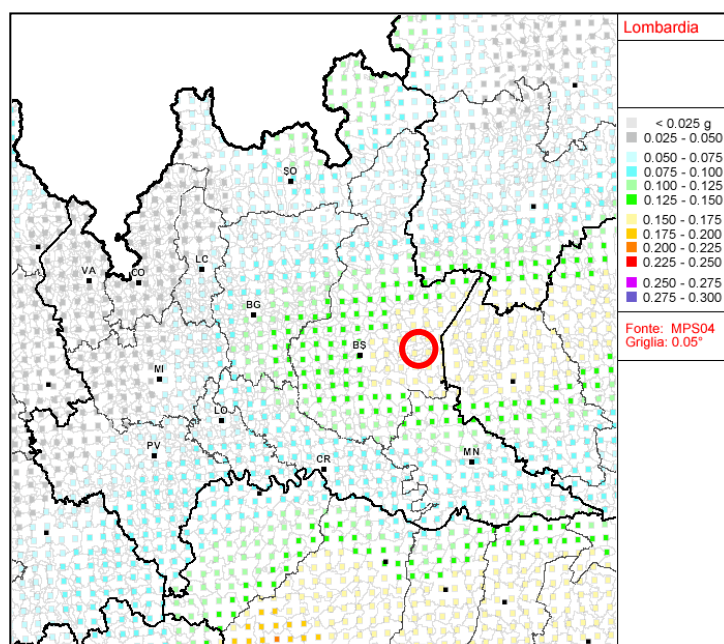 Lombardia
< 0.025 g
0.025 - 0.050
0.050 - 0.075
0.075 - 0.100
0.100 - 0.125
0.125 - 0.150
0.150 - 0.175
0.175 - 0.200
0.200 - 0.225
0.225 - 0.250
0.250 - 0.275
0.275 - 0.300
Fonte: MPS04
Griglia: 0.05°
SO
VA
CO
LC
BG
BS
MI
LO
PV
CR
MN